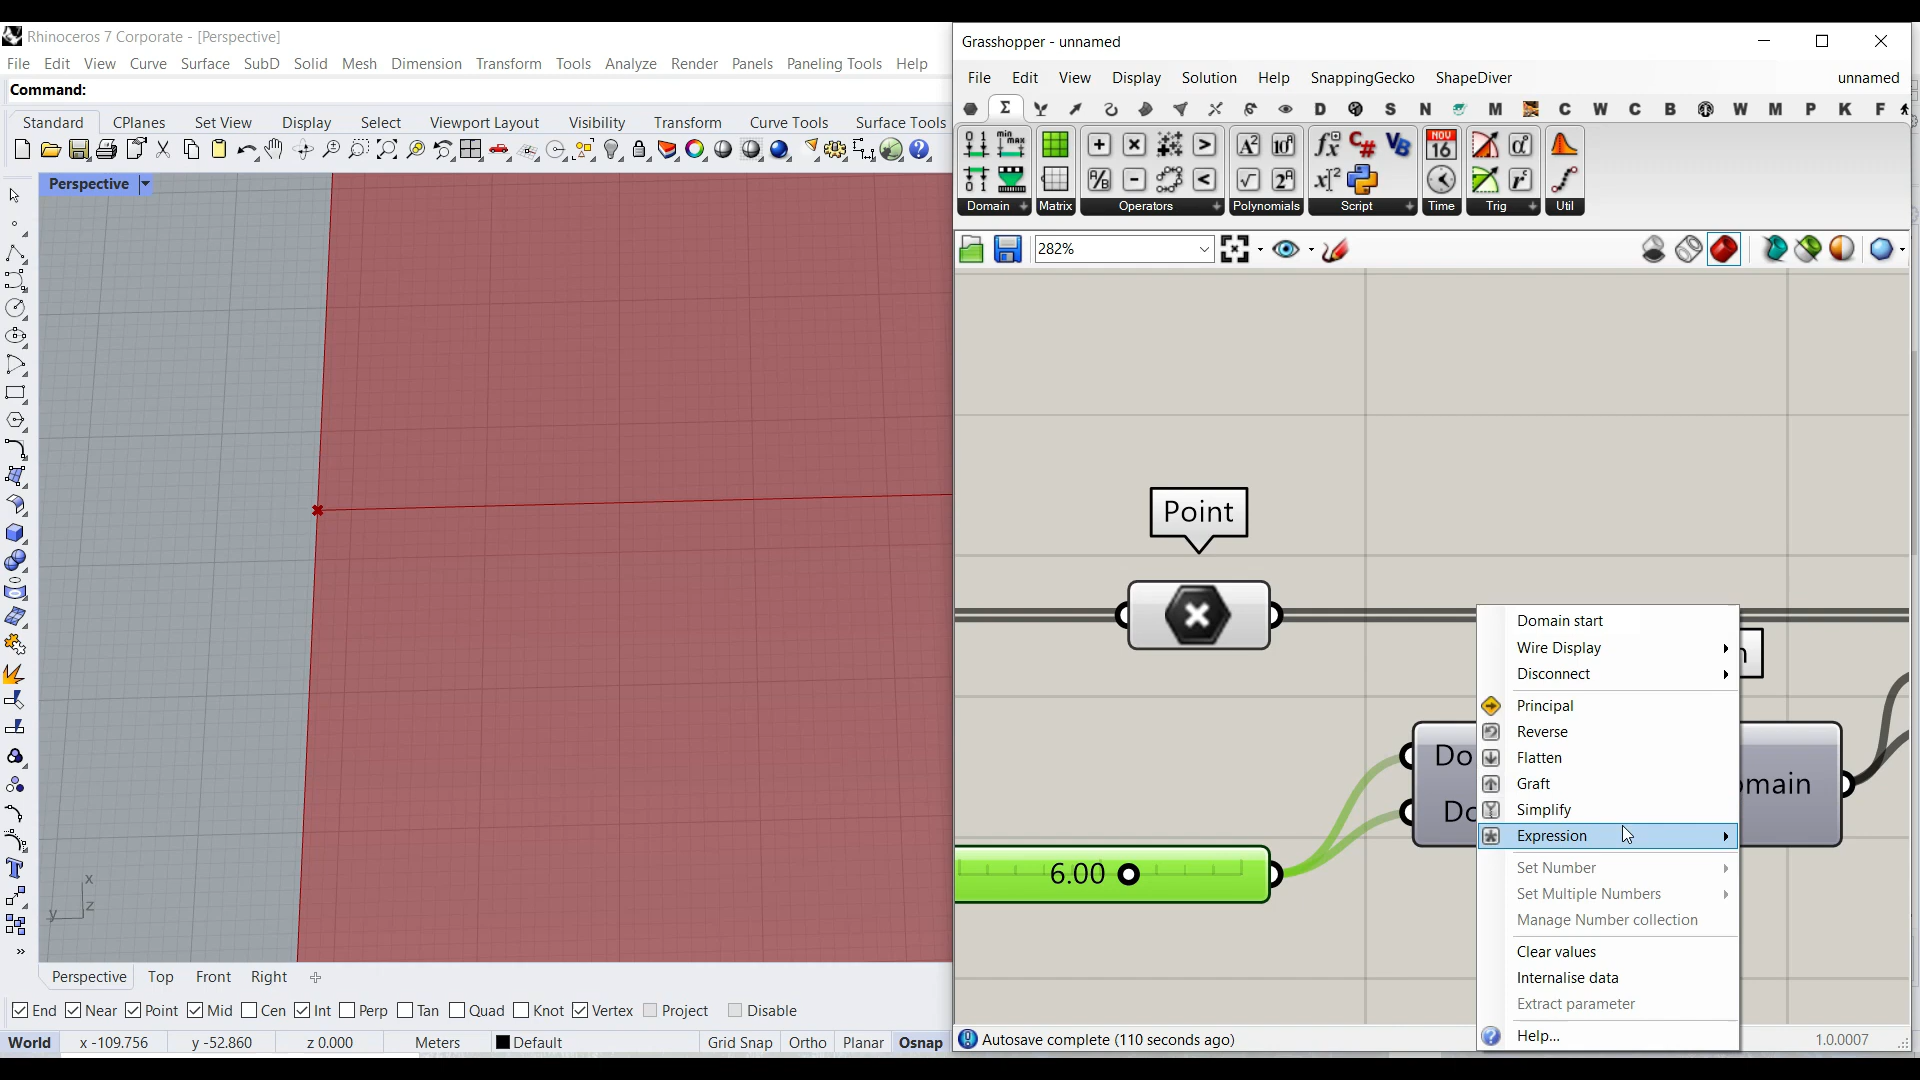 Rhinoceros 7 Corporate - [Perspective]
File Edit View Curve Surface SubD Solid Mesh Dimension Transform Tools Analyze Render Panels Paneling Tools Help
Command:
Standard CPlanes Set View Display Select Viewport Layout Visibility Transform Curve Tools Surface Tools
Perspective
x
y z
Perspective Top Front Right
End Near Point Mid Cen Int Perp Tan Quad Knot Vertex Project Disable
World x -109.756 y -52.860 z 0.000 Meters Default Grid Snap Ortho Planar Osnap
Grasshopper - unnamed
File Edit View Display Solution Help SnappingGecko ShapeDiver unnamed
Σ D S N M C W C B W M P K F
Domain Matrix Operators Polynomials Script Time Trig Util
282%
Point
Do
Do
main
6.00
Domain start
Wire Display
Disconnect
Principal
Reverse
Flatten
Graft
Simplify
Expression
Set Number
Set Multiple Numbers
Manage Number collection
Clear values
Internalise data
Extract parameter
Help...
Autosave complete (110 seconds ago)
1.0.0007